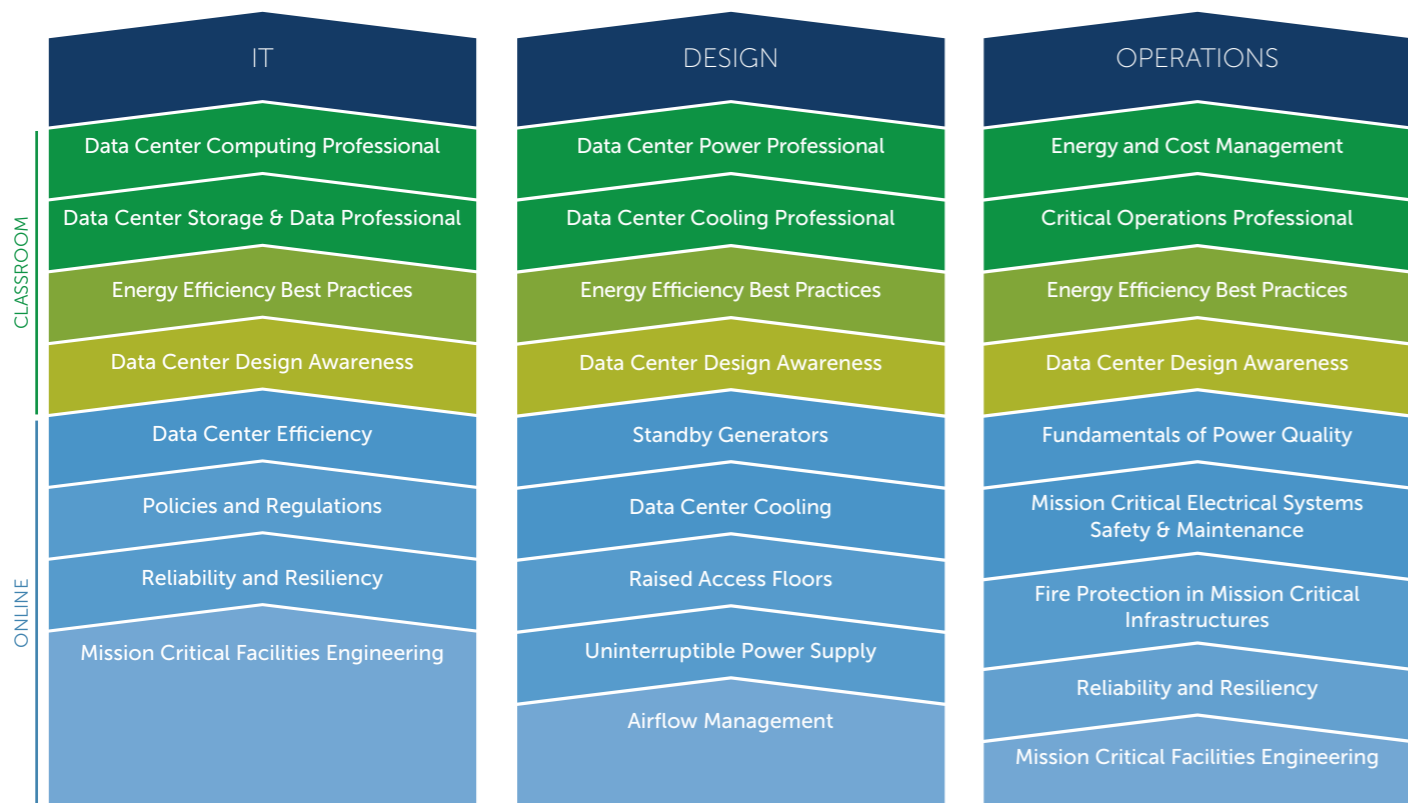 IT
CLASSROOM
Data Center Computing Professional
Data Center Storage & Data Professional
Energy Efficiency Best Practices
Data Center Design Awareness
ONLINE
Data Center Efficiency
Policies and Regulations
Reliability and Resiliency
Mission Critical Facilities Engineering
DESIGN
Data Center Power Professional
Data Center Cooling Professional
Energy Efficiency Best Practices
Data Center Design Awareness
Standby Generators
Data Center Cooling
Raised Access Floors
Uninterruptible Power Supply
Airflow Management
OPERATIONS
Energy and Cost Management
Critical Operations Professional
Energy Efficiency Best Practices
Data Center Design Awareness
Fundamentals of Power Quality
Mission Critical Electrical Systems
Safety & Maintenance
Fire Protection in Mission Critical
Infrastructures
Reliability and Resiliency
Mission Critical Facilities Engineering